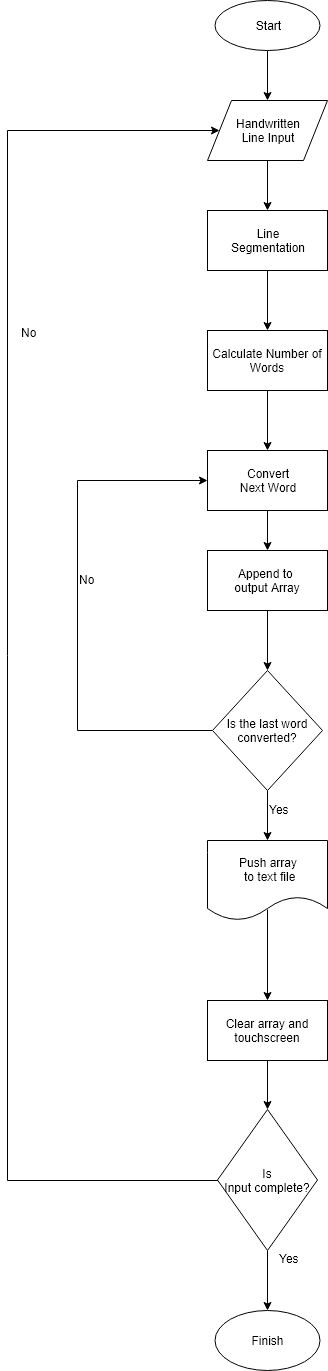 Start
Handwritten
Line Input
Line
Segmentation
No
Calculate Number of
Words
Convert
Next Word
No
Append to
output Array
Is the last word
converted?
Yes
Push array
to text file
Clear array and
touchscreen
Is
Input complete?
Yes
Finish